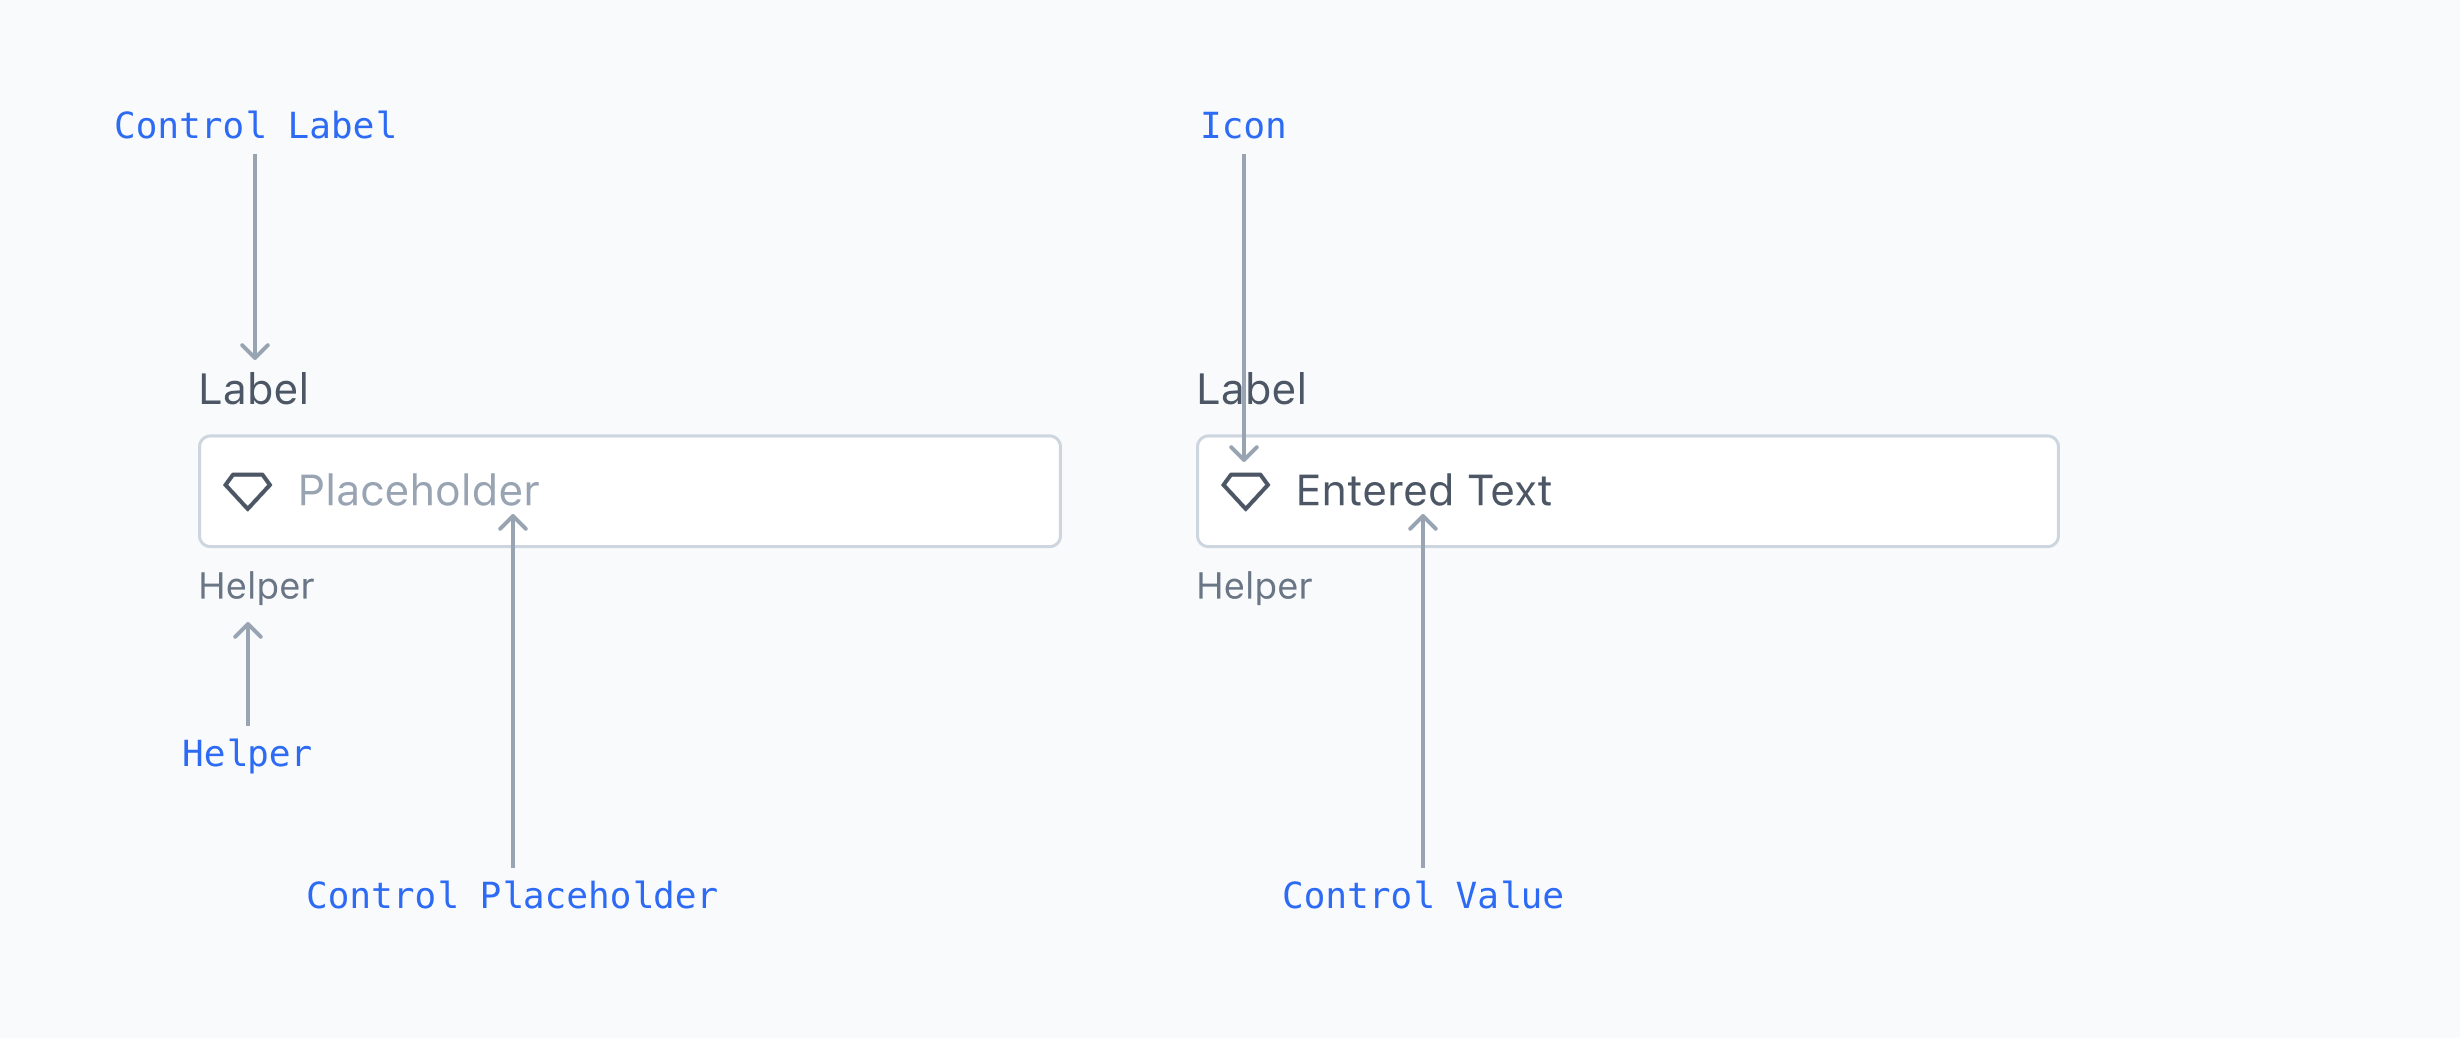 Control Label
Icon
Label
Label
Placeholder
Entered Text
Helper
Helper
Helper
Control Placeholder
Control Value